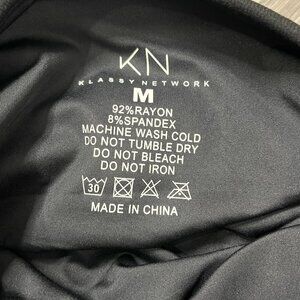 KN
KLASSY NETWORK
M
92%RAYON
8%SPANDEX
MACHINE WASH COLD
DO NOT TUMBLE DRY
DO NOT BLEACH
DO NOT IRON
30
MADE IN CHINA